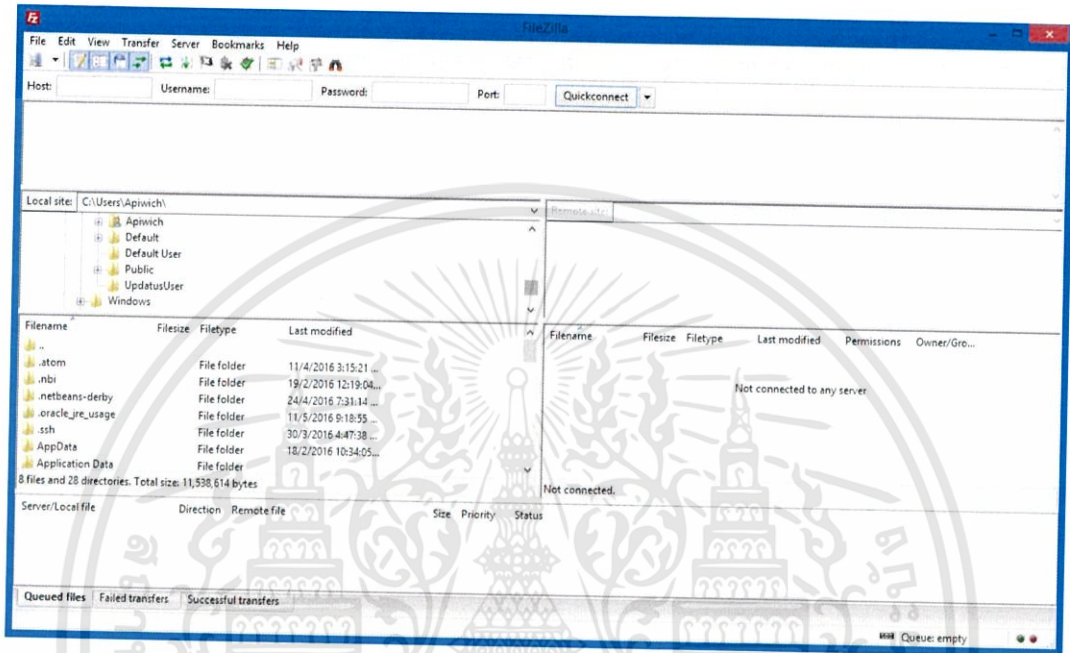 Fz
FileZilla
File Edit View Transfer Server Bookmarks Help
Host: Username: Password: Port: Quickconnect
Local site: C:\Users\Apiwich\
Remote site:
Apiwich
Default
Default User
Public
UpdatusUser
Windows
Filename Filesize Filetype Last modified
..
.atom File folder 11/4/2016 3:15:21 ...
.nbi File folder 19/2/2016 12:19:04...
.netbeans-derby File folder 24/4/2016 7:31:14 ...
.oracle_jre_usage File folder 11/5/2016 9:18:55 ...
.ssh File folder 30/3/2016 4:47:38 ...
AppData File folder 18/2/2016 10:34:05...
Application Data File folder
8 files and 28 directories. Total size: 11,538,614 bytes
Filename Filesize Filetype Last modified Permissions Owner/Gro...
Not connected to any server
Not connected.
Server/Local file Direction Remote file Size Priority Status
Queued files Failed transfers Successful transfers
Queue: empty